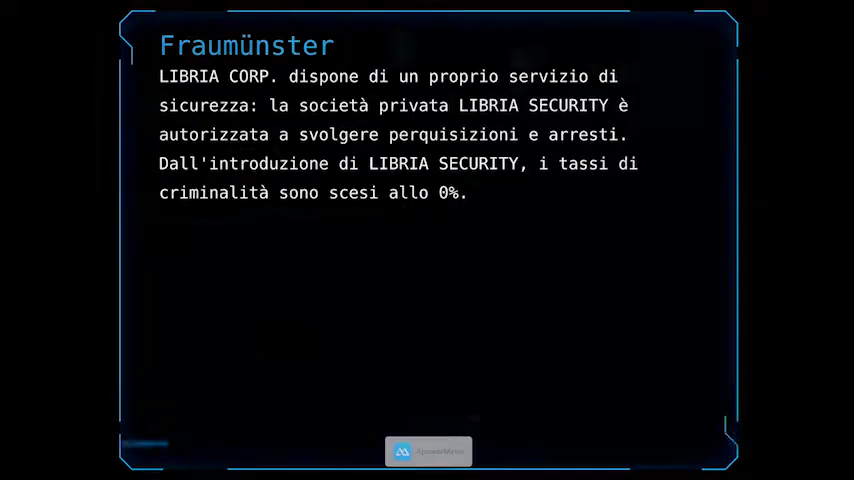 Fraumünster
LIBRIA CORP. dispone di un proprio servizio di
sicurezza: la società privata LIBRIA SECURITY è
autorizzata a svolgere perquisizioni e arresti.
Dall'introduzione di LIBRIA SECURITY, i tassi di
criminalità sono scesi allo 0%.
ApowerMirror